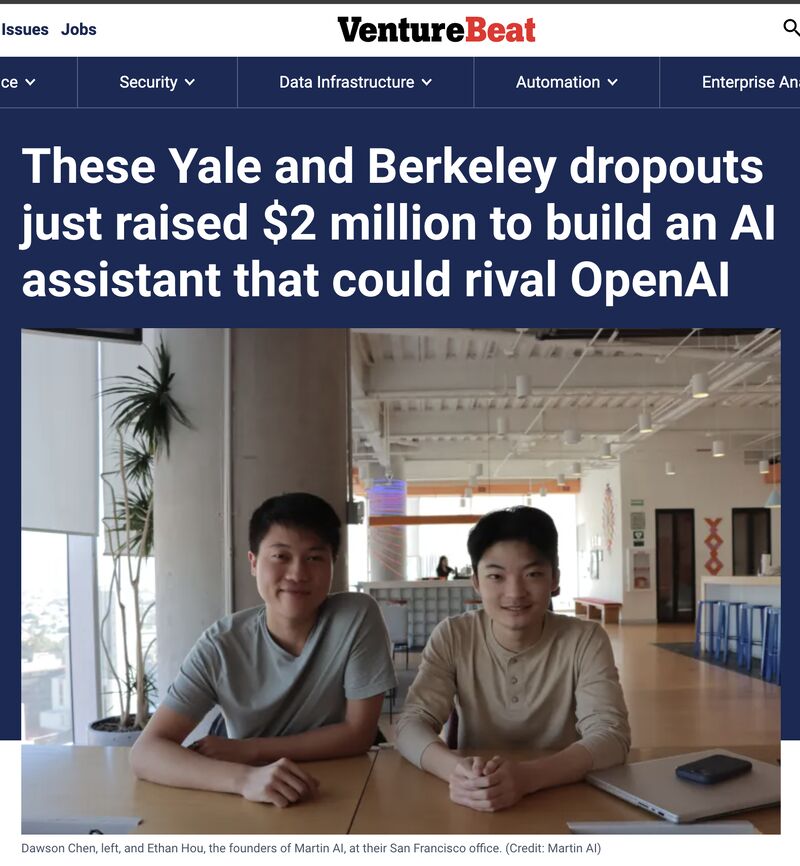 Issues Jobs VentureBeat
ce Security Data Infrastructure Automation Enterprise Ana
These Yale and Berkeley dropouts
just raised $2 million to build an AI
assistant that could rival OpenAI
Dawson Chen, left, and Ethan Hou, the founders of Martin AI, at their San Francisco office. (Credit: Martin AI)